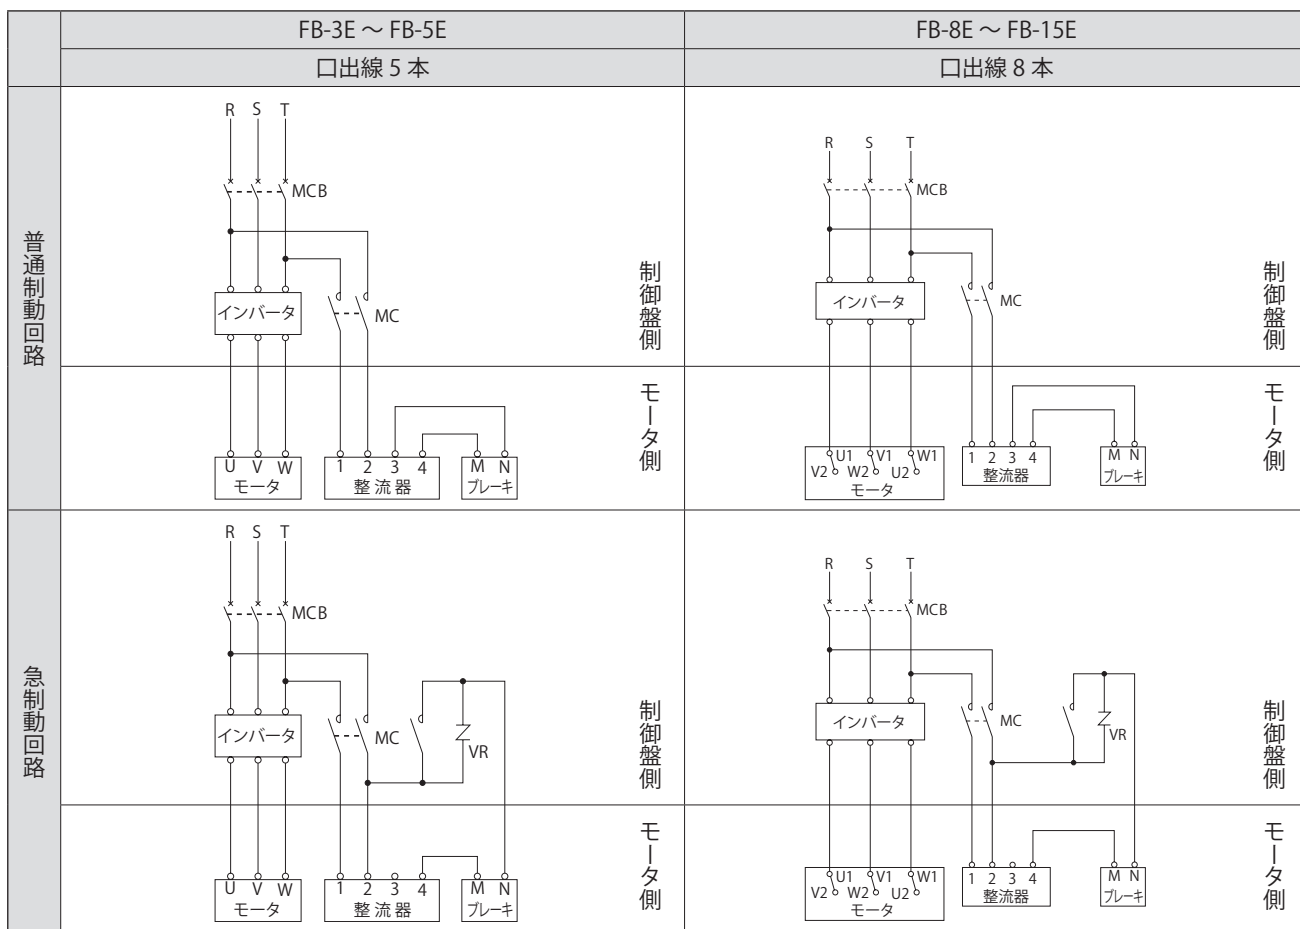 FB-3E ～ FB-5E
FB-8E ～ FB-15E
口出線 5 本
口出線 8 本
普通制動回路
R S T
MCB
インバータ
MC
制御盤側
モータ側
U V W
モータ
1 2 3 4
整流器
M N
ブレーキ
R S T
MCB
インバータ
MC
制御盤側
モータ側
U1 V1 W1
V2 W2 U2
モータ
1 2 3 4
整流器
M N
ブレーキ
急制動回路
R S T
MCB
インバータ
MC
VR
制御盤側
モータ側
U V W
モータ
1 2 3 4
整流器
M N
ブレーキ
R S T
MCB
インバータ
MC
VR
制御盤側
モータ側
U1 V1 W1
V2 W2 U2
モータ
1 2 3 4
整流器
M N
ブレーキ